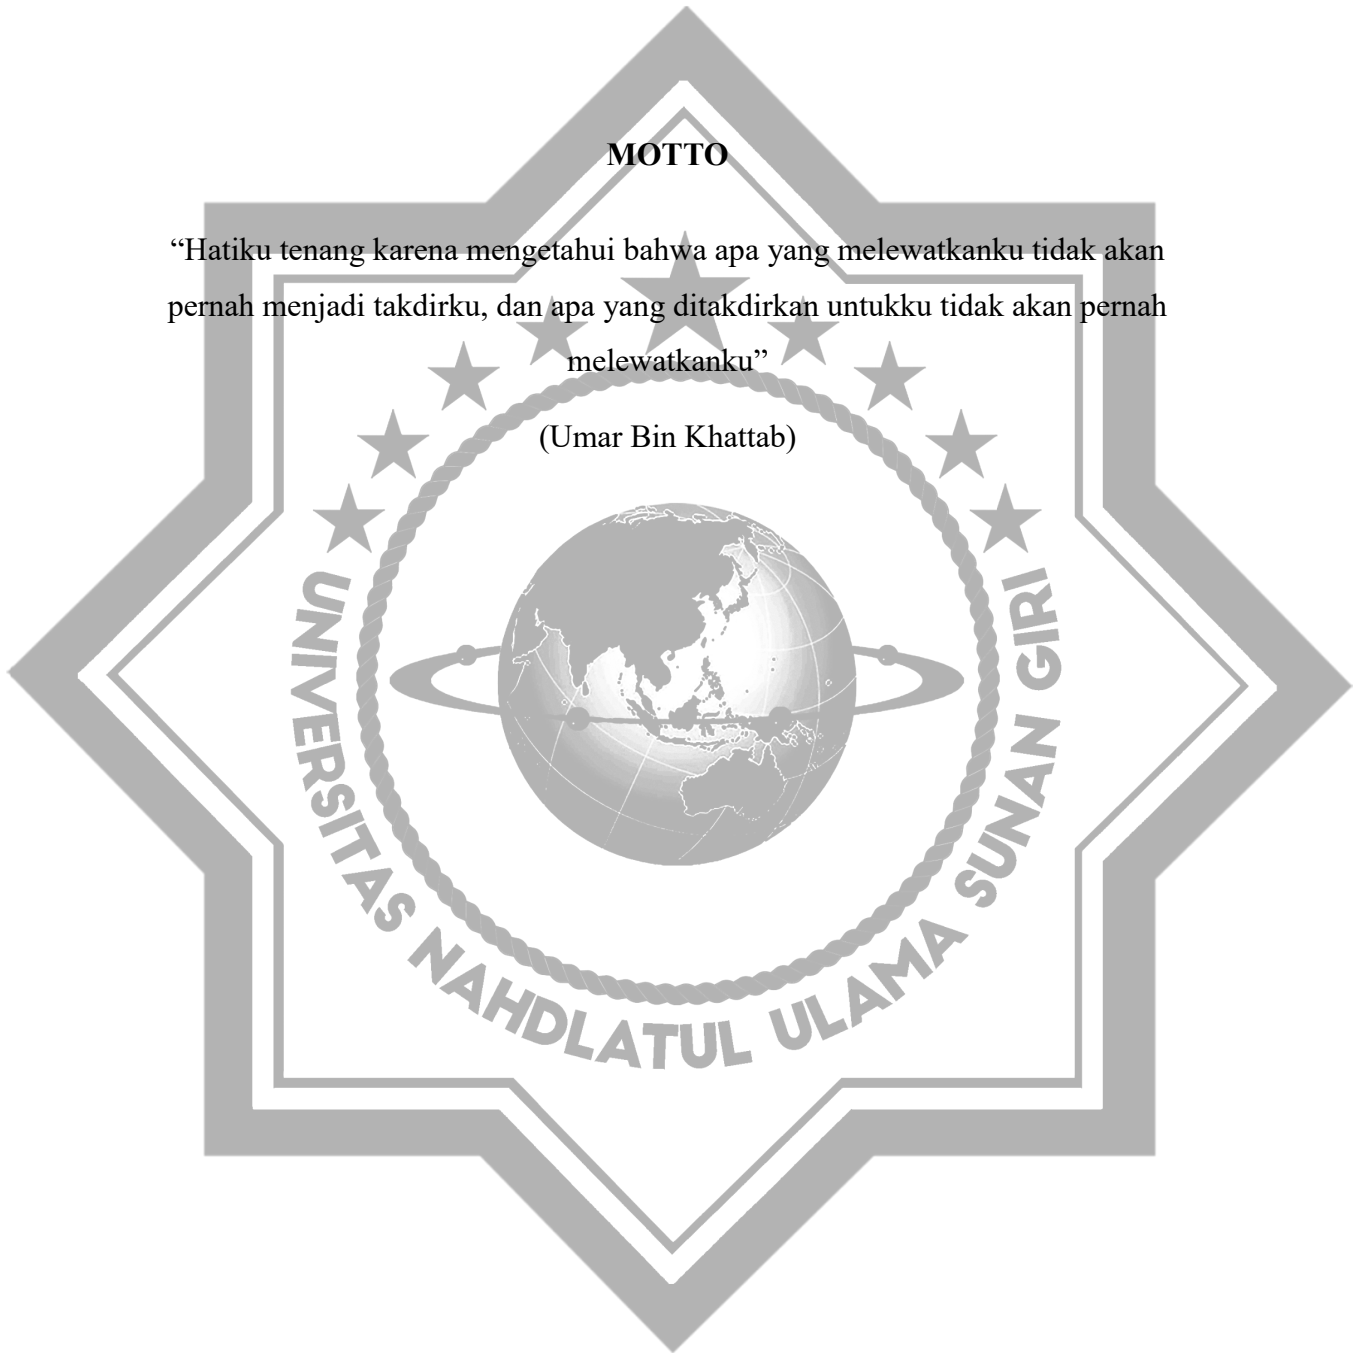 MOTTO
“Hatiku tenang karena mengetahui bahwa apa yang melewatkanku tidak akan
pernah menjadi takdirku, dan apa yang ditakdirkan untukku tidak akan pernah
melewatkanku”
(Umar Bin Khattab)
UNIVERSITAS NAHDLATUL ULAMA SUNAN GIRI